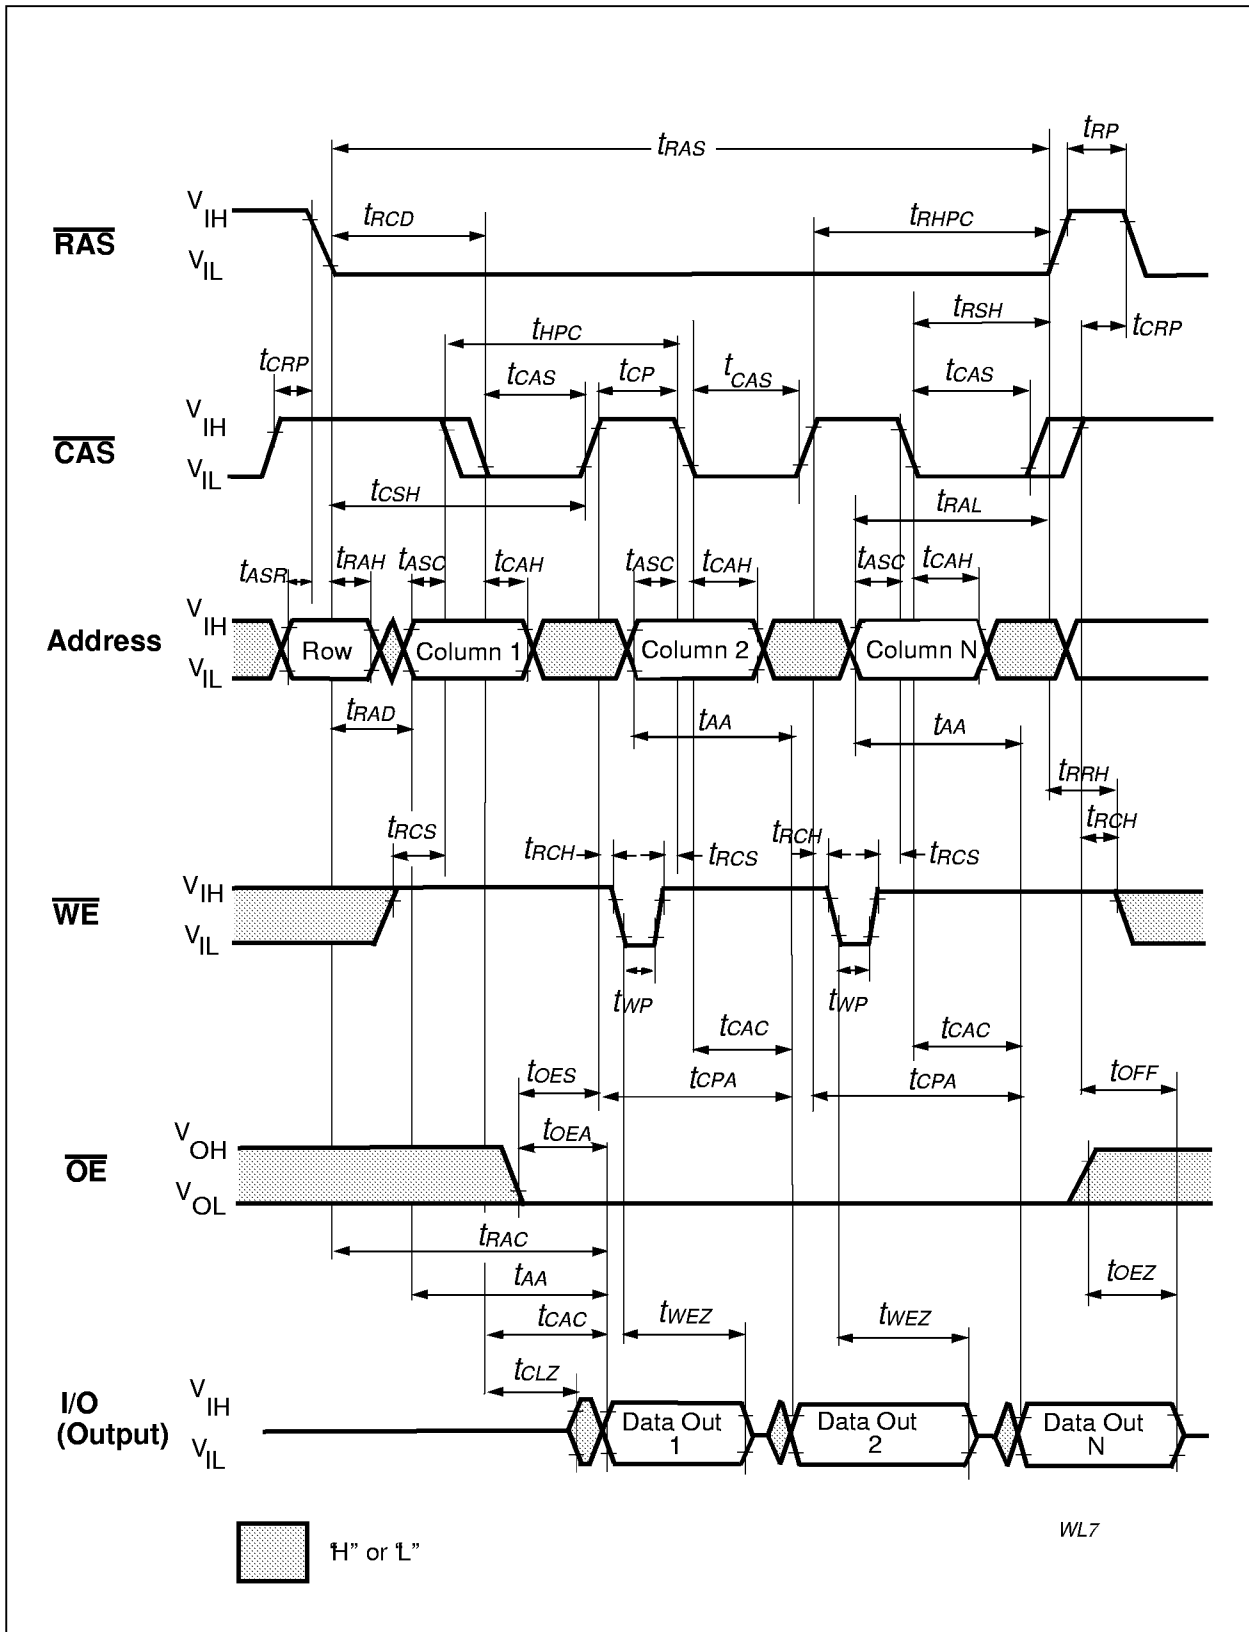 tRAS
tRP
VIH
RAS
VIL
tRCD
tRHPC
tRSH
tCRP
tHPC
tCRP
tCAS
tCP
tCAS
tCAS
VIH
CAS
VIL
tCSH
tRAL
tASR
tRAH
tASC
tCAH
tASC
tCAH
tASC
tCAH
VIH
Address
VIL
Row
Column 1
Column 2
Column N
tRAD
tAA
tAA
tRRH
tRCH
tRCS
tRCH
tRCS
tRCH
tRCS
VIH
WE
VIL
tWP
tWP
tCAC
tCAC
tOES
tCPA
tCPA
tOFF
tOEA
VOH
OE
VOL
tRAC
tAA
tOEZ
tCAC
tWEZ
tWEZ
tCLZ
VIH
I/O
(Output)
VIL
Data Out
1
Data Out
2
Data Out
N
WL7
"H" or "L"